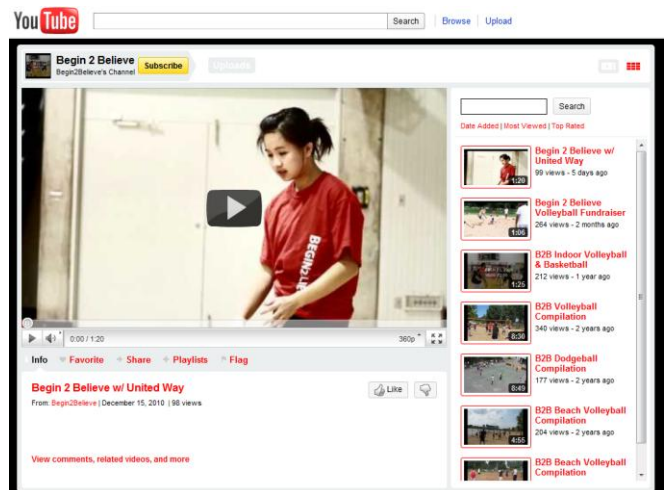 You Tube
Search
Browse
Upload
Begin 2 Believe
Begin2Believe's Channel
Subscribe
Uploads
BEGIN2
0:00 / 1:20
360p
Info
Favorite
Share
Playlists
Flag
Begin 2 Believe w/ United Way
From: Begin2Believe | December 15, 2010 | 98 views
Like
View comments, related videos, and more
Search
Date Added | Most Viewed | Top Rated
1:20
Begin 2 Believe w/
United Way
99 views - 5 days ago
1:06
Begin 2 Believe
Volleyball Fundraiser
264 views - 2 months ago
1:25
B2B Indoor Volleyball
& Basketball
212 views - 1 year ago
8:38
B2B Volleyball
Compilation
340 views - 2 years ago
8:49
B2B Dodgeball
Compilation
177 views - 2 years ago
4:55
B2B Beach Volleyball
Compilation
204 views - 2 years ago
B2B Beach Volleyball
Compilation